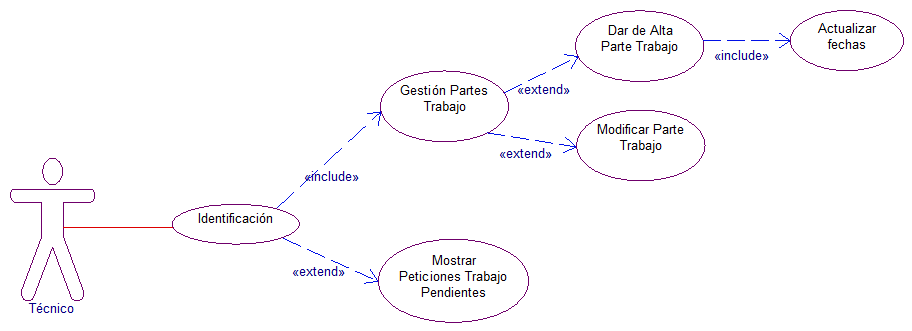 Dar de Alta
Parte Trabajo
«include»
Actualizar
fechas
Gestión Partes
Trabajo
«extend»
Modificar Parte
Trabajo
«extend»
«include»
Identificación
«extend»
Mostrar
Peticiones Trabajo
Pendientes
Técnico